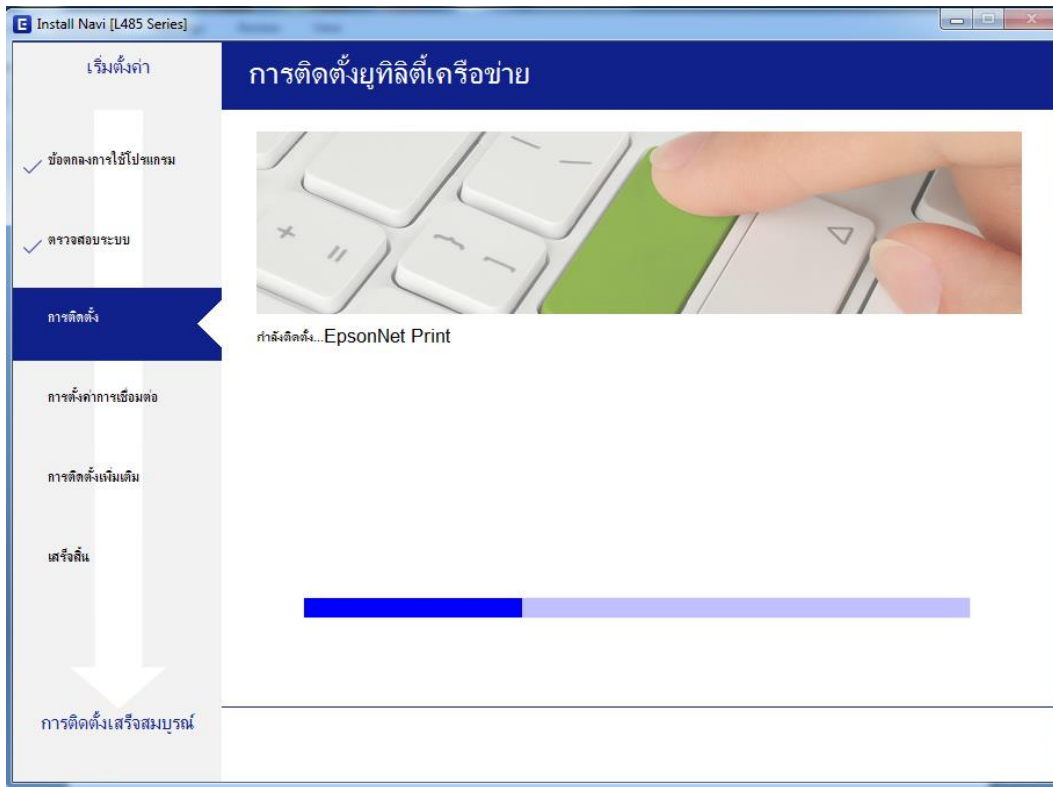 Install Navi [L485 Series]
เริ่มตั้งค่า
การติดตั้งยูทิลิตี้เครือข่าย
ข้อตกลงการใช้โปรแกรม
ตรวจสอบระบบ
การติดตั้ง
กำลังติดตั้ง...EpsonNet Print
การตั้งค่าการเชื่อมต่อ
การติดตั้งเพิ่มเติม
เสร็จสิ้น
การติดตั้งเสร็จสมบูรณ์